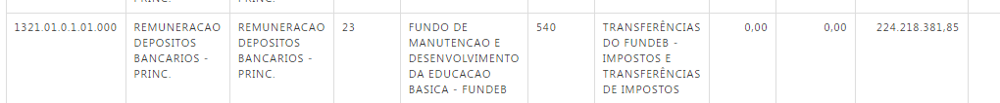 1321.01.0.1.01.000
REMUNERACAO
DEPOSITOS
BANCARIOS -
PRINC.
REMUNERACAO
DEPOSITOS
BANCARIOS -
PRINC.
23
FUNDO DE
MANUTENCAO E
DESENVOLVIMENTO
DA EDUCACAO
BASICA - FUNDEB
540
TRANSFERÊNCIAS
DO FUNDEB -
IMPOSTOS E
TRANSFERÊNCIAS
DE IMPOSTOS
0,00
0,00
224.218.381,85